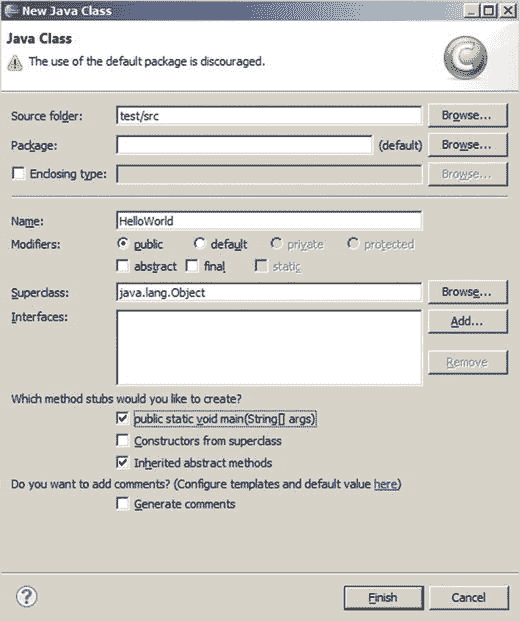 New Java Class
Java Class
The use of the default package is discouraged.
Source folder: test/src Browse...
Package: (default) Browse...
Enclosing type: Browse...
Name: HelloWorld
Modifiers: public default private protected
abstract final static
Superclass: java.lang.Object Browse...
Interfaces: Add...
Remove
Which method stubs would you like to create?
public static void main(String[] args)
Constructors from superclass
Inherited abstract methods
Do you want to add comments? (Configure templates and default value here)
Generate comments
? Finish Cancel